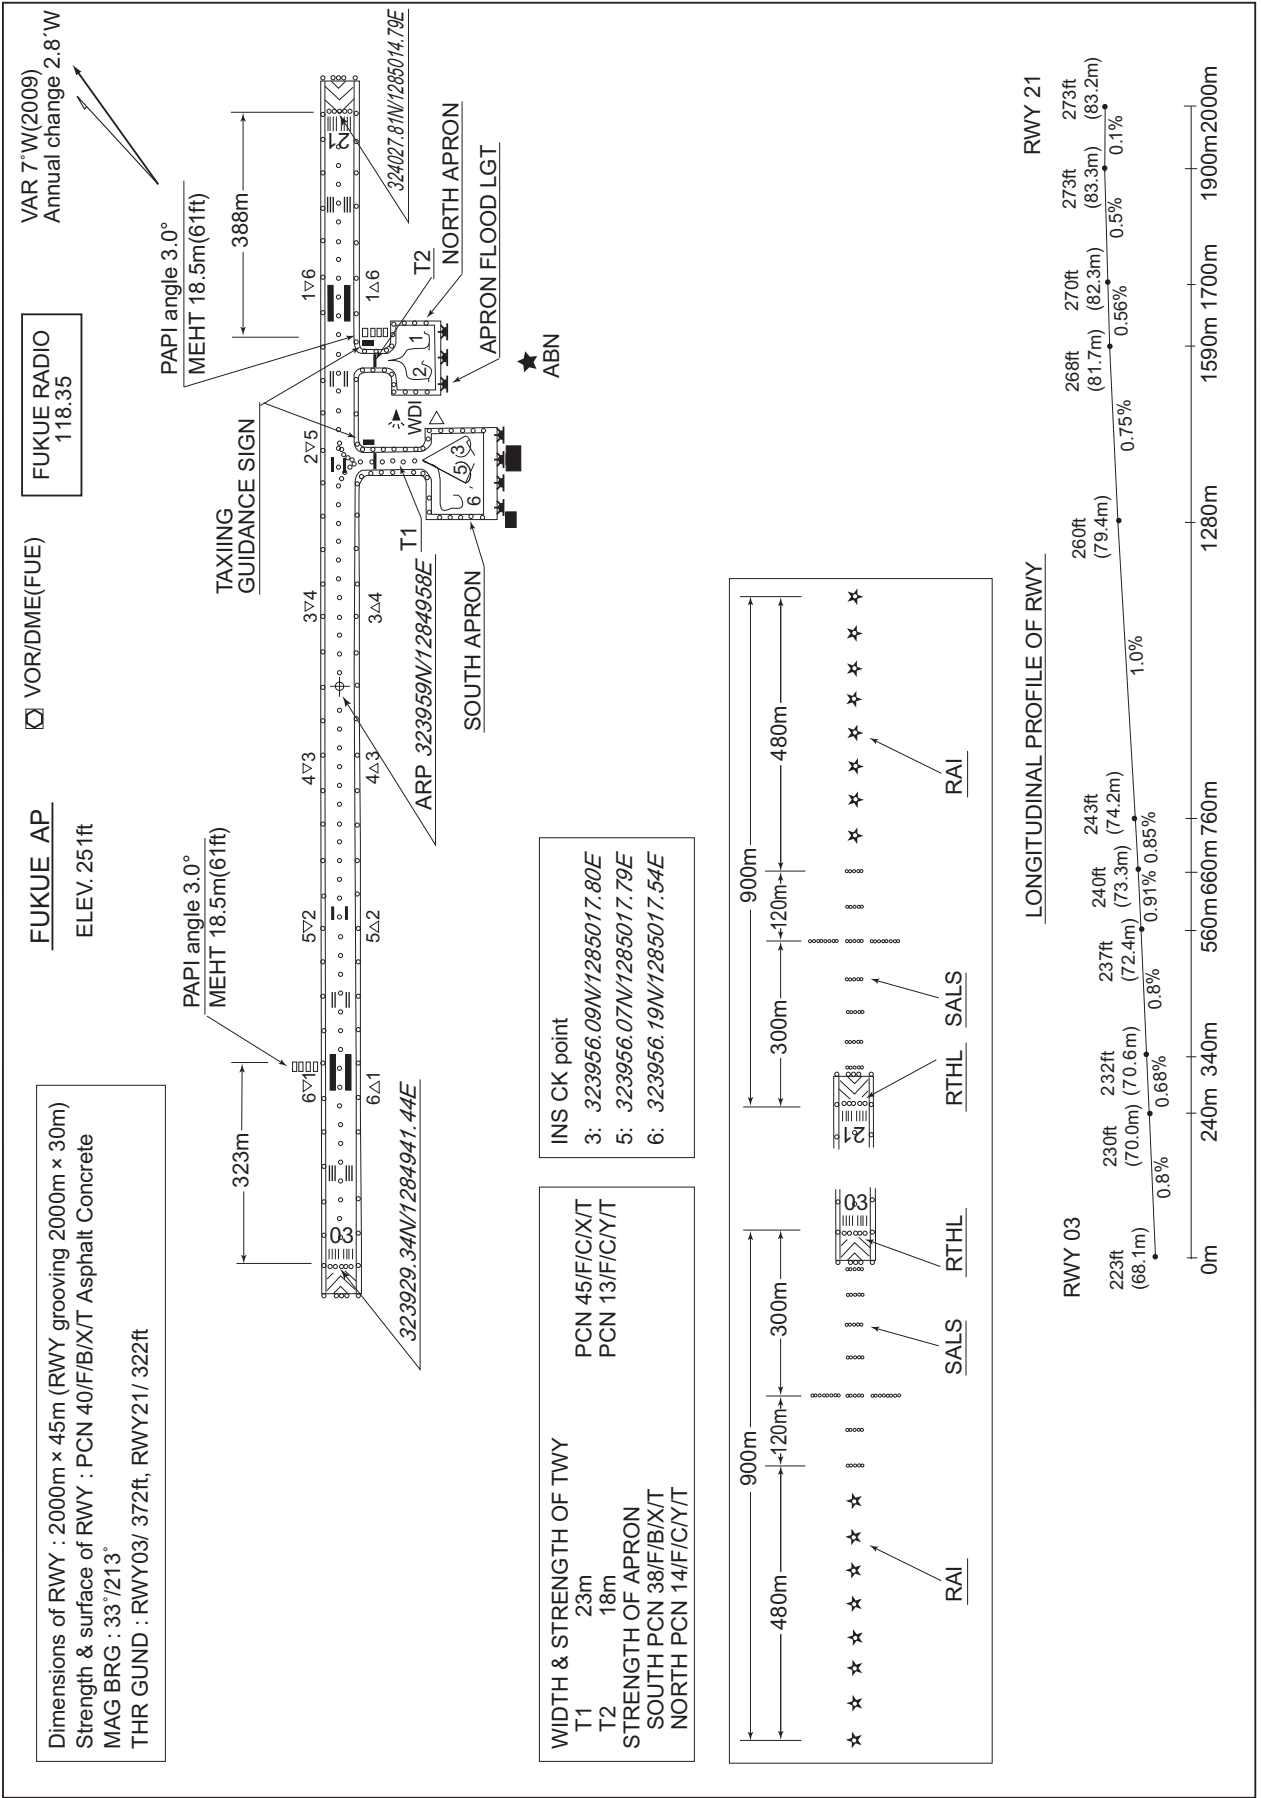 FUKUE AP
ELEV. 251ft
VOR/DME(FUE)
FUKUE RADIO
118.35
VAR 7°W(2009)
Annual change 2.8´W
Dimensions of RWY : 2000m × 45m (RWY grooving 2000m × 30m)
Strength & surface of RWY : PCN 40/F/B/X/T Asphalt Concrete
MAG BRG : 33°/213°
THR GUND : RWY03/ 372ft, RWY21/ 322ft
PAPI angle 3.0°
MEHT 18.5m(61ft)
PAPI angle 3.0°
MEHT 18.5m(61ft)
323m
388m
TAXIING
GUIDANCE SIGN
6▽1
5▽2
4▽3
3▽4
2▽5
1▽6
03
21
6△1
5△2
4△3
3△4
1△6
323929.34N/1284941.44E
ARP 323959N/1284958E
324027.81N/1285014.79E
T1
T2
WDI
6
5
3
2
1
SOUTH APRON
NORTH APRON
APRON FLOOD LGT
ABN
WIDTH & STRENGTH OF TWY
T1 23m PCN 45/F/C/X/T
T2 18m PCN 13/F/C/Y/T
STRENGTH OF APRON
SOUTH PCN 38/F/B/X/T
NORTH PCN 14/F/C/Y/T
INS CK point
3: 323956.09N/1285017.80E
5: 323956.07N/1285017.79E
6: 323956.19N/1285017.54E
900m
900m
480m
120m
300m
300m
120m
480m
03
21
RAI
SALS
RTHL
RTHL
SALS
RAI
LONGITUDINAL PROFILE OF RWY
RWY 03
RWY 21
223ft
(68.1m)
230ft
(70.0m)
232ft
(70.6m)
237ft
(72.4m)
240ft
(73.3m)
243ft
(74.2m)
260ft
(79.4m)
268ft
(81.7m)
270ft
(82.3m)
273ft
(83.3m)
273ft
(83.2m)
0.8%
0.68%
0.8%
0.91%
0.85%
1.0%
0.75%
0.56%
0.5%
0.1%
0m
240m
340m
560m
660m
760m
1280m
1590m
1700m
1900m
2000m